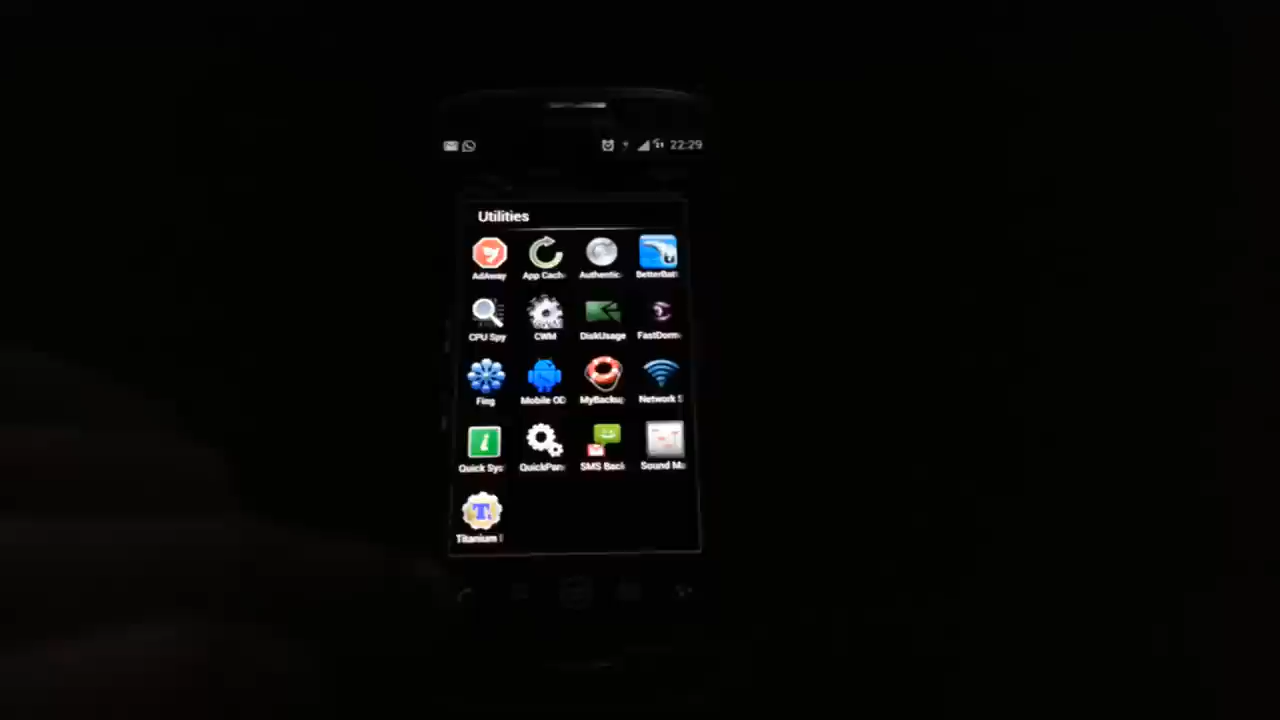 22:29
Utilities
AdAway App Cach Authentic BetterBatt
CPU Spy CWM DiskUsage FastDorm
Fing Mobile OD MyBackup Network S
Quick Sys QuickPan SMS Back Sound Ma
Titanium